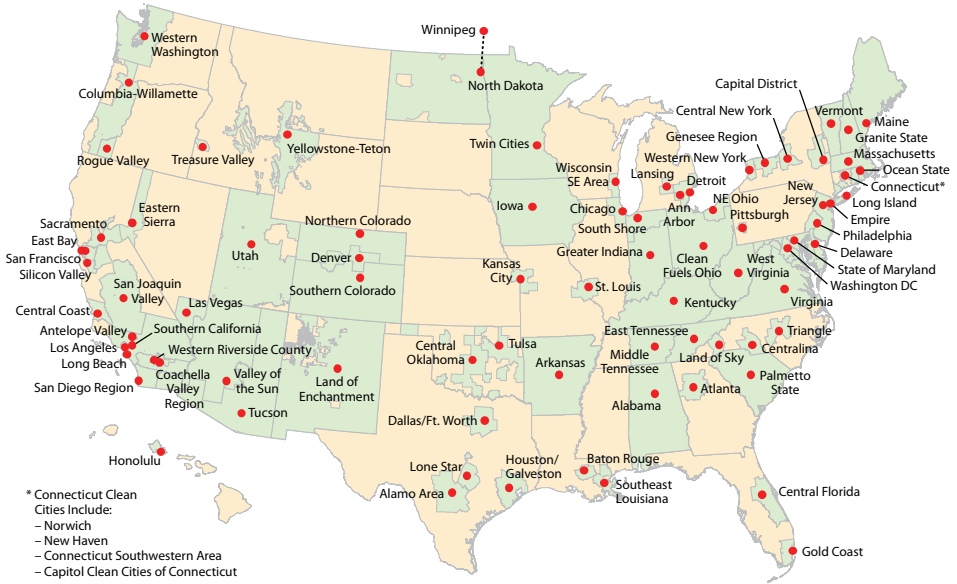 Winnipeg
Western
Washington
North Dakota
Columbia-Willamette
Capital District
Central New York
Vermont
Maine
Granite State
Genesee Region
Rogue Valley
Treasure Valley
Yellowstone-Teton
Twin Cities
Massachusetts
Wisconsin
SE Area
Western New York
Ocean State
Lansing
Detroit
Connecticut*
Eastern
Sierra
Iowa
Chicago
Ann
Arbor
NE Ohio
New
Jersey
Long Island
Sacramento
Northern Colorado
South Shore
Pittsburgh
Empire
East Bay
Philadelphia
San Francisco
Utah
Denver
Greater Indiana
Clean
Fuels Ohio
West
Virginia
Delaware
Silicon Valley
Kansas
City
State of Maryland
San Joaquin
Valley
Southern Colorado
St. Louis
Washington DC
Las Vegas
Kentucky
Virginia
Central Coast
Antelope Valley
Southern California
East Tennessee
Triangle
Los Angeles
Western Riverside County
Central
Oklahoma
Tulsa
Middle
Tennessee
Land of Sky
Centralina
Long Beach
Arkansas
Coachella
Valley
Region
Valley of
the Sun
Land of
Enchantment
Palmetto
State
San Diego Region
Atlanta
Alabama
Tucson
Dallas/Ft. Worth
Honolulu
Lone Star
Houston/
Galveston
Baton Rouge
Alamo Area
Southeast
Louisiana
Central Florida
* Connecticut Clean
Cities Include:
– Norwich
– New Haven
– Connecticut Southwestern Area
– Capitol Clean Cities of Connecticut
Gold Coast